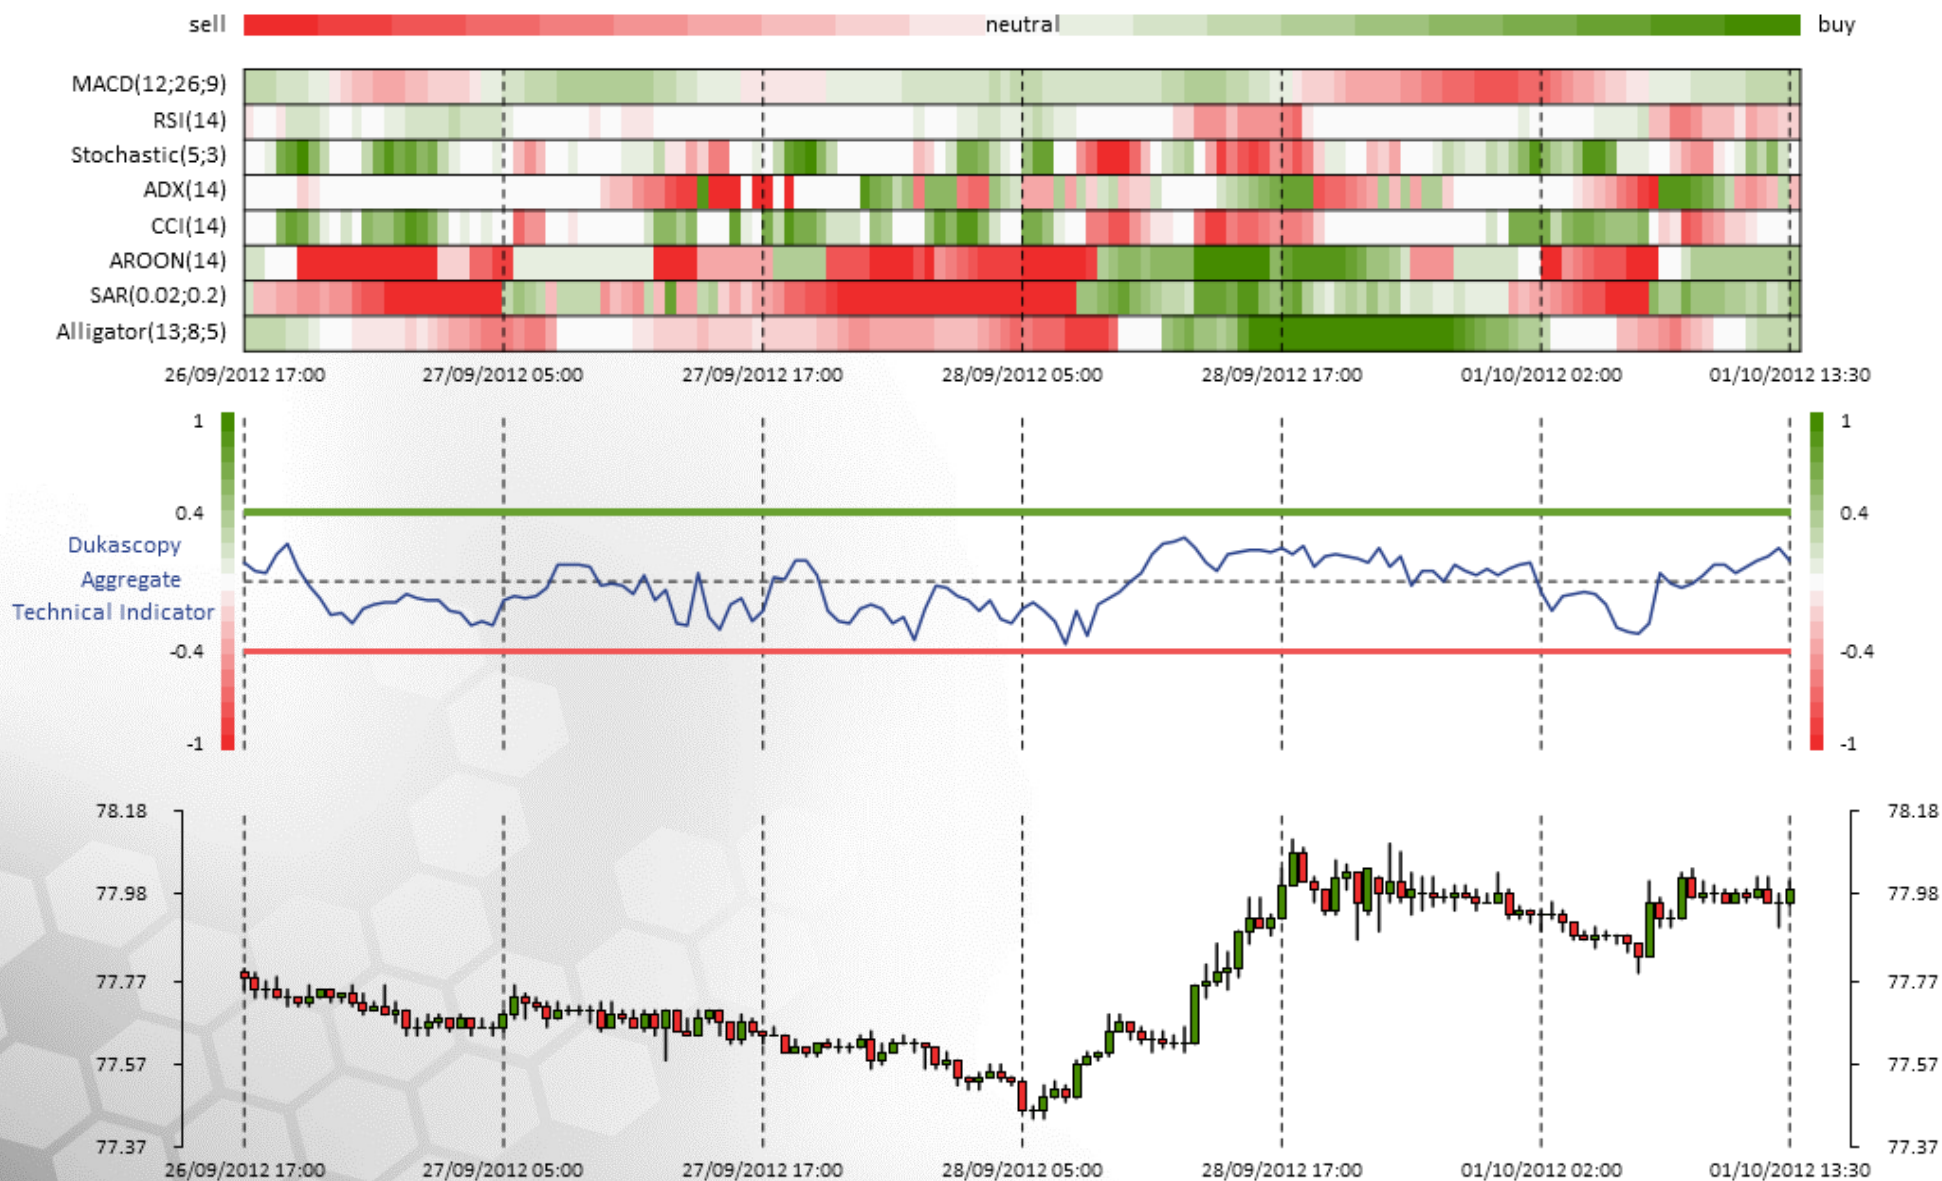 sell neutral buy
MACD(12;26;9)
RSI(14)
Stochastic(5;3)
ADX(14)
CCI(14)
AROON(14)
SAR(0.02;0.2)
Alligator(13;8;5)
26/09/2012 17:00 27/09/2012 05:00 27/09/2012 17:00 28/09/2012 05:00 28/09/2012 17:00 01/10/2012 02:00 01/10/2012 13:30
1 1
0.4 0.4
Dukascopy
Aggregate
Technical Indicator
-0.4 -0.4
-1 -1
78.18 78.18
77.98 77.98
77.77 77.77
77.57 77.57
77.37 77.37
26/09/2012 17:00 27/09/2012 05:00 27/09/2012 17:00 28/09/2012 05:00 28/09/2012 17:00 01/10/2012 02:00 01/10/2012 13:30